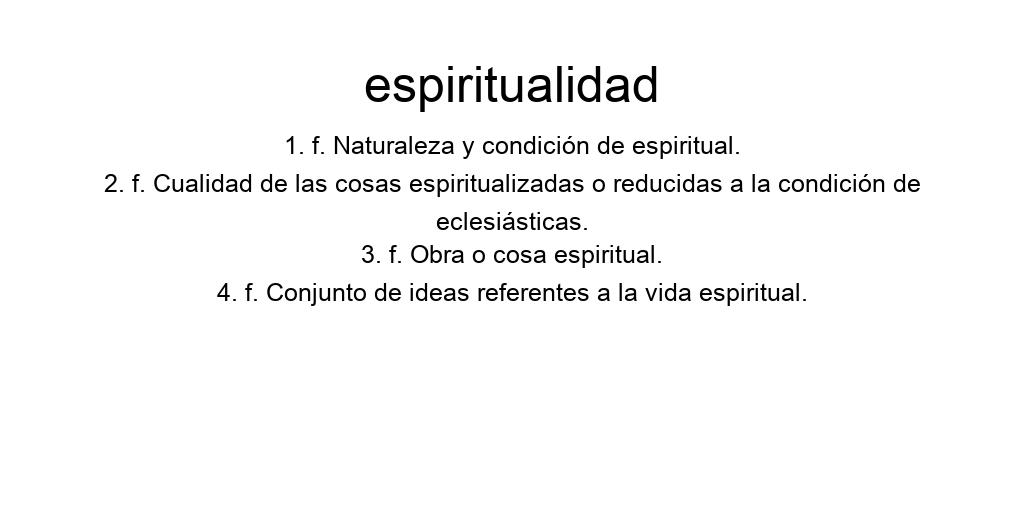 espiritualidad
1. f. Naturaleza y condición de espiritual.
2. f. Cualidad de las cosas espiritualizadas o reducidas a la condición de
eclesiásticas.
3. f. Obra o cosa espiritual.
4. f. Conjunto de ideas referentes a la vida espiritual.